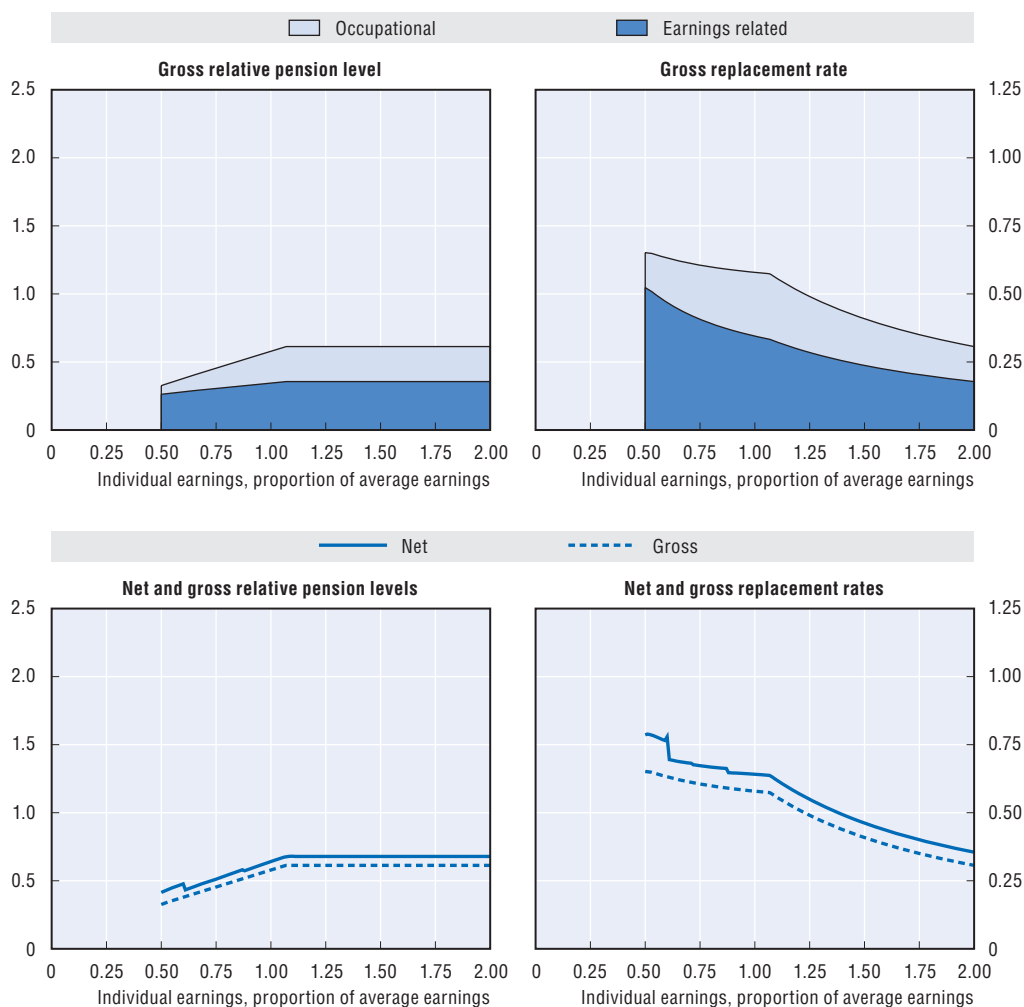 Occupational Earnings related
Gross relative pension level Gross replacement rate
2.5 1.25
2.0 1.00
1.5 0.75
1.0 0.50
0.5 0.25
0 0
0 0.25 0.50 0.75 1.00 1.25 1.50 1.75 2.00 0 0.25 0.50 0.75 1.00 1.25 1.50 1.75 2.00
Individual earnings, proportion of average earnings Individual earnings, proportion of average earnings
Net Gross
Net and gross relative pension levels Net and gross replacement rates
2.5 1.25
2.0 1.00
1.5 0.75
1.0 0.50
0.5 0.25
0 0
0 0.25 0.50 0.75 1.00 1.25 1.50 1.75 2.00 0 0.25 0.50 0.75 1.00 1.25 1.50 1.75 2.00
Individual earnings, proportion of average earnings Individual earnings, proportion of average earnings